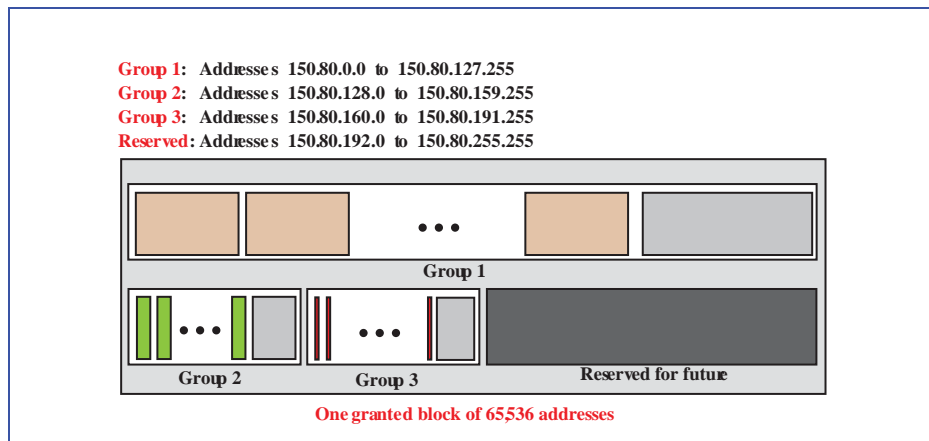 Group 1: Addresses 150.80.0.0 to 150.80.127.255
Group 2: Addresses 150.80.128.0 to 150.80.159.255
Group 3: Addresses 150.80.160.0 to 150.80.191.255
Reserved: Addresses 150.80.192.0 to 150.80.255.255
• • •
Group 1
• • •
• • •
Group 2
Group 3
Reserved for future
One granted block of 65,536 addresses